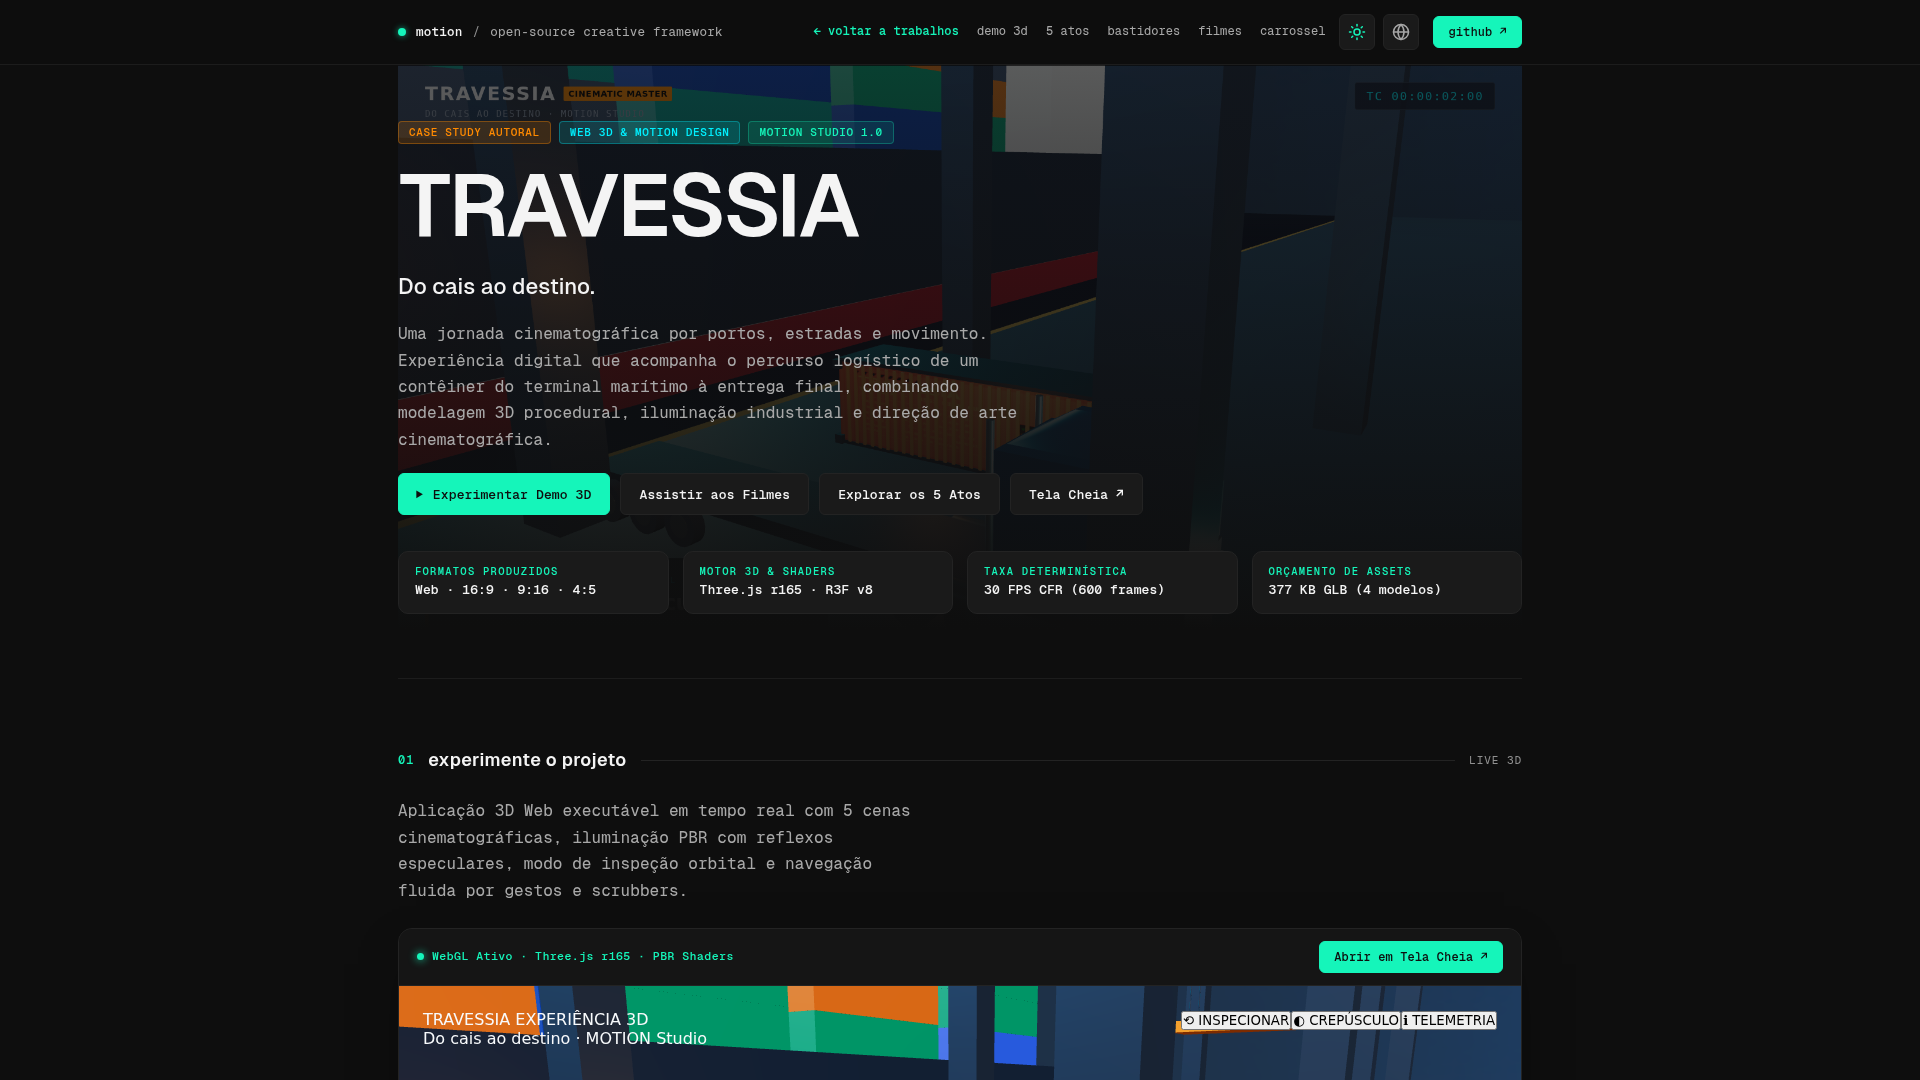 motion / open-source creative framework
← voltar a trabalhos
demo 3d
5 atos
bastidores
filmes
carrossel
github ↗
TRAVESSIA
CINEMATIC MASTER
TC 00:00:02:00
DO CAIS AO DESTINO · MOTION
CASE STUDY AUTORAL
WEB 3D & MOTION DESIGN
MOTION STUDIO 1.0
TRAVESSIA
Do cais ao destino.
Uma jornada cinematográfica por portos, estradas e movimento.
Experiência digital que acompanha o percurso logístico de um
contêiner do terminal marítimo à entrega final, combinando
modelagem 3D procedural, iluminação industrial e direção de arte
cinematográfica.
▶ Experimentar Demo 3D
Assistir aos Filmes
Explorar os 5 Atos
Tela Cheia ↗
FORMATOS PRODUZIDOS
Web · 16:9 · 9:16 · 4:5
MOTOR 3D & SHADERS
Three.js r165 · R3F v8
TAXA DETERMINÍSTICA
30 FPS CFR (600 frames)
ORÇAMENTO DE ASSETS
377 KB GLB (4 modelos)
01 experimente o projeto
LIVE 3D
Aplicação 3D Web executável em tempo real com 5 cenas
cinematográficas, iluminação PBR com reflexos
especulares, modo de inspeção orbital e navegação
fluida por gestos e scrubbers.
WebGL Ativo · Three.js r165 · PBR Shaders
Abrir em Tela Cheia ↗
TRAVESSIA EXPERIÊNCIA 3D
Do cais ao destino · MOTION Studio
⟲ INSPECIONAR
◐ CREPÚSCULO
ℹ TELEMETRIA